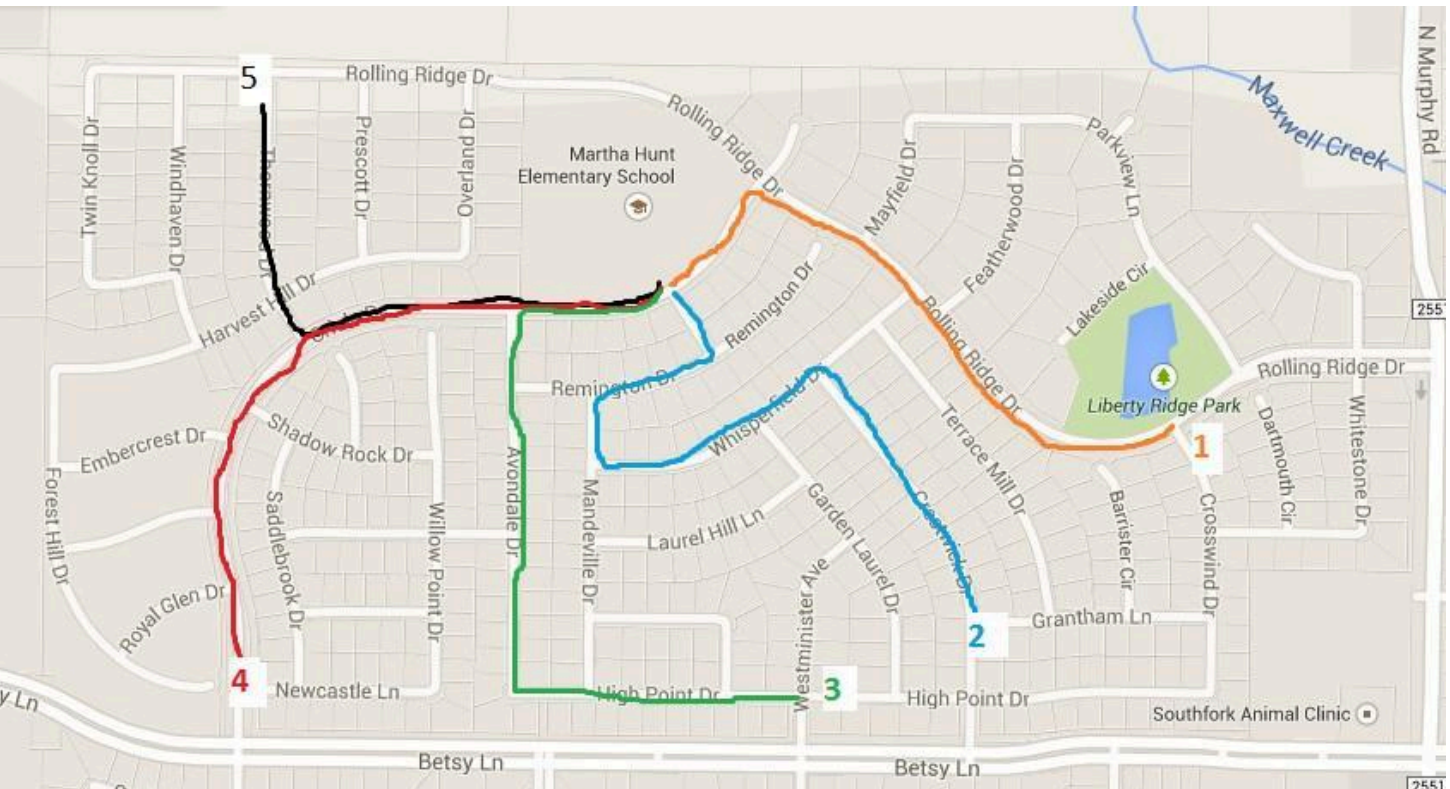 5
Rolling Ridge Dr
Rolling Ridge Dr
Martha Hunt
Elementary School
Twin Knoll Dr
Windhaven Dr
Prescott Dr
Overland Dr
Harvest Hill Dr
Mayfield Dr
Featherwood Dr
Parkview Ln
Maxwell Creek
N Murphy Rd
Lakeside Cir
Remington Dr
Rolling Ridge Dr
Rolling Ridge Dr
Liberty Ridge Park
1
Remington Dr
Whisperfield Dr
Shadow Rock Dr
Embercrest Dr
Forest Hill Dr
Saddlebrook Dr
Willow Point Dr
Avondale Dr
Mandeville Dr
Laurel Hill Ln
Garden Laurel Dr
Crestwick Dr
Terrace Mill Dr
Barrister Cir
Crosswind Dr
Dartmouth Cir
Whitestone Dr
Westminister Ave
Royal Glen Dr
2
Grantham Ln
4
Newcastle Ln
High Point Dr
3
High Point Dr
Southfork Animal Clinic
y Ln
Betsy Ln
Betsy Ln
2551